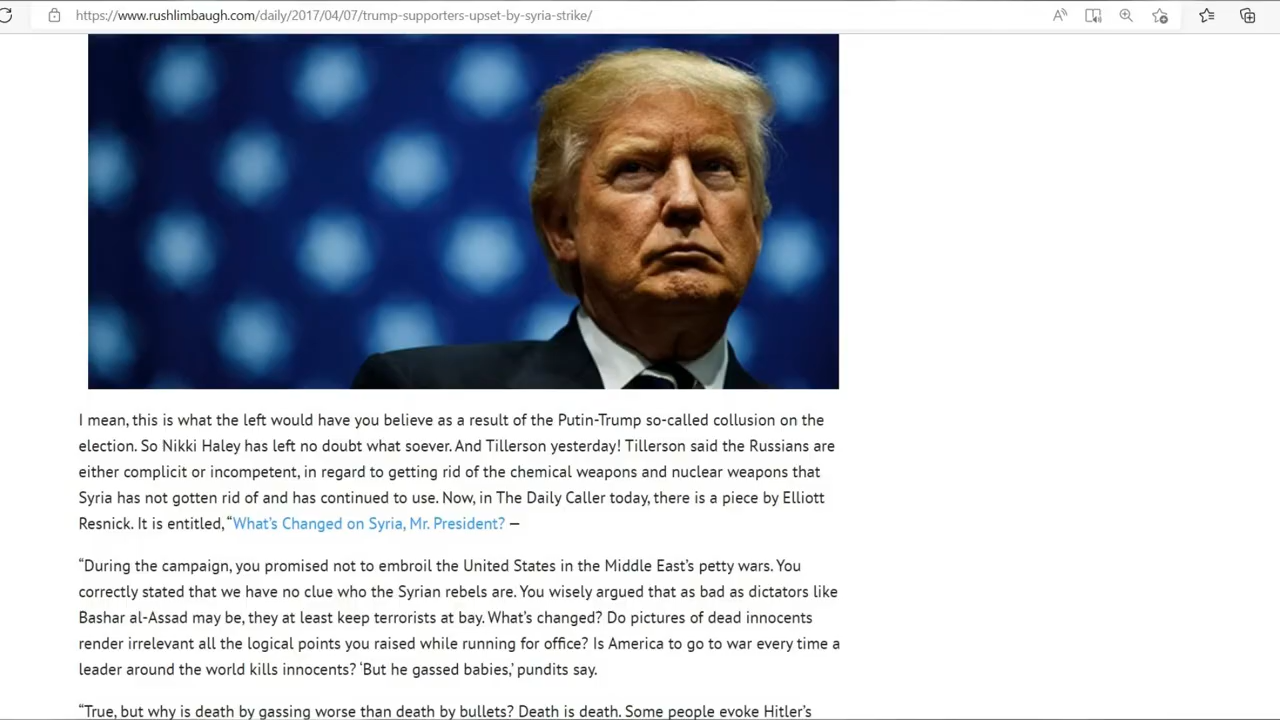 https://www.rushlimbaugh.com/daily/2017/04/07/trump-supporters-upset-by-syria-strike/
I mean, this is what the left would have you believe as a result of the Putin-Trump so-called collusion on the
election. So Nikki Haley has left no doubt what soever. And Tillerson yesterday! Tillerson said the Russians are
either complicit or incompetent, in regard to getting rid of the chemical weapons and nuclear weapons that
Syria has not gotten rid of and has continued to use. Now, in The Daily Caller today, there is a piece by Elliott
Resnick. It is entitled, “What’s Changed on Syria, Mr. President? —
“During the campaign, you promised not to embroil the United States in the Middle East’s petty wars. You
correctly stated that we have no clue who the Syrian rebels are. You wisely argued that as bad as dictators like
Bashar al-Assad may be, they at least keep terrorists at bay. What’s changed? Do pictures of dead innocents
render irrelevant all the logical points you raised while running for office? Is America to go to war every time a
leader around the world kills innocents? ‘But he gassed babies,’ pundits say.
“True, but why is death by gassing worse than death by bullets? Death is death. Some people evoke Hitler’s